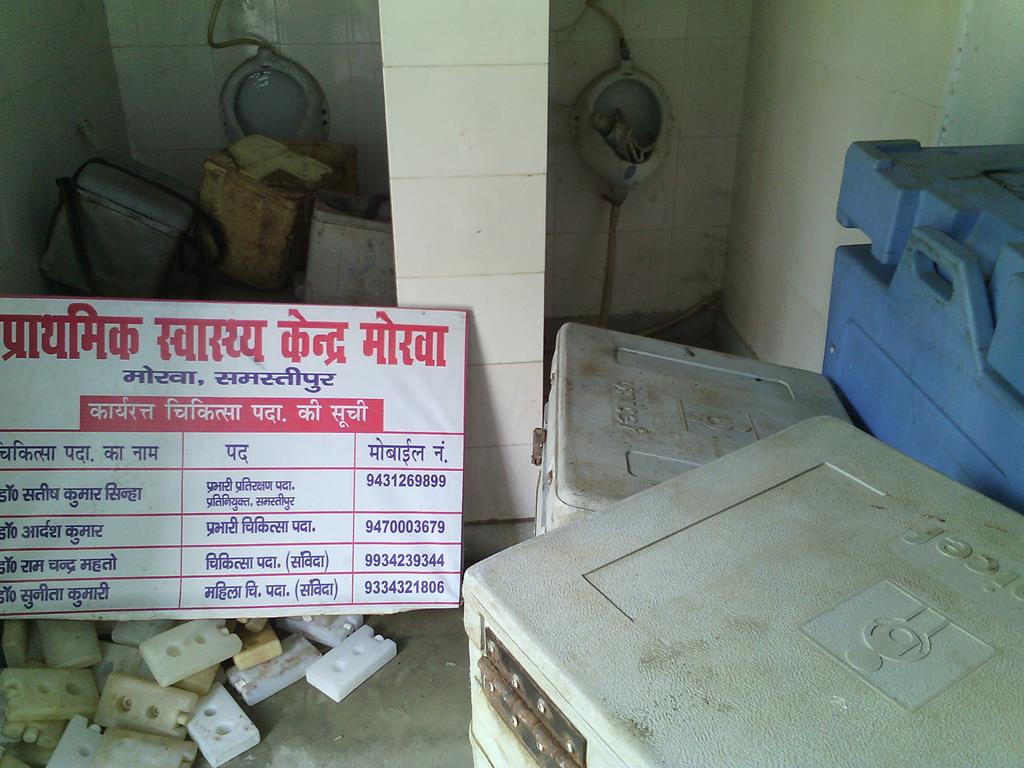 प्राथमिक स्वास्थ्य केन्द्र मोरवा
मोरवा, समस्तीपुर
कार्यरत्त चिकित्सा पदा. की सूची
चिकित्सा पदा. का नाम पद मोबाईल नं.
डॉ० सतीष कुमार सिन्हा प्रभारी प्रतिरक्षण पदा. 9431269899
प्रतिनियुक्त, समस्तीपुर
डॉ० आर्दश कुमार प्रभारी चिकित्सा पदा. 9470003679
डॉ० राम चन्द्र महतो चिकित्सा पदा. (संविदा) 9934239344
डॉ० सुनीता कुमारी महिला चि. पदा. (संविदा) 9334321806